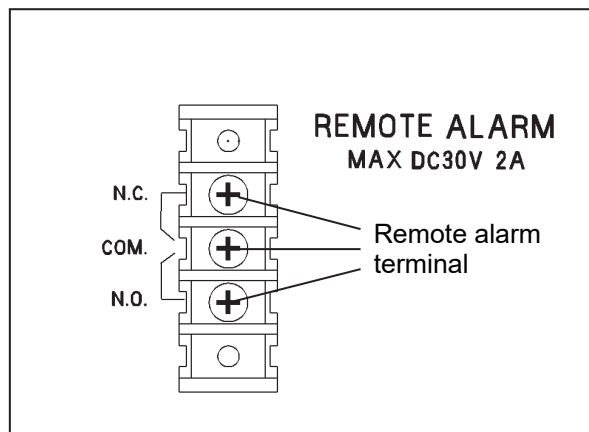 REMOTE ALARM
MAX DC30V 2A
N.C.
COM.
N.O.
Remote alarm
terminal